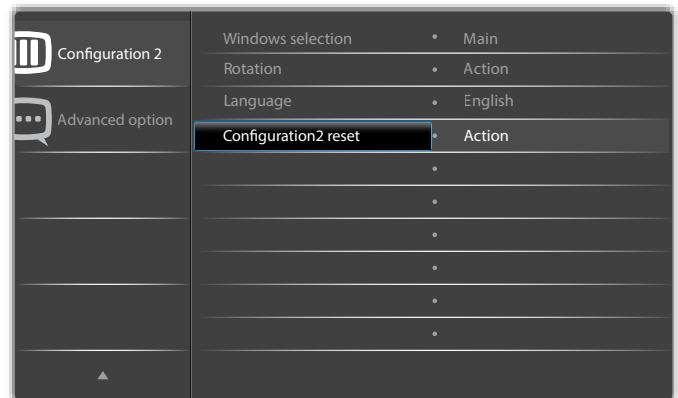 Configuration 2
Advanced option
Windows selection • Main
Rotation • Action
Language • English
Configuration2 reset • Action